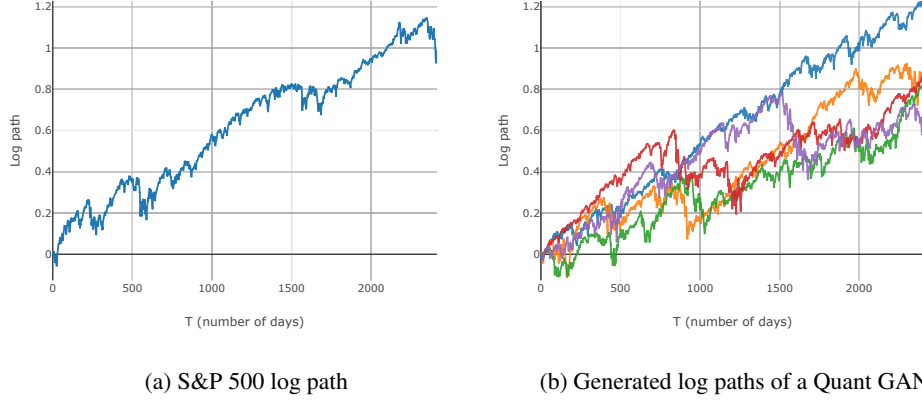 1.2
1
0.8
0.6
0.4
0.2
0
Log path
0 500 1000 1500 2000
T (number of days)
(a) S&P 500 log path
1.2
1
0.8
0.6
0.4
0.2
0
Log path
0 500 1000 1500 2000
T (number of days)
(b) Generated log paths of a Quant GAN